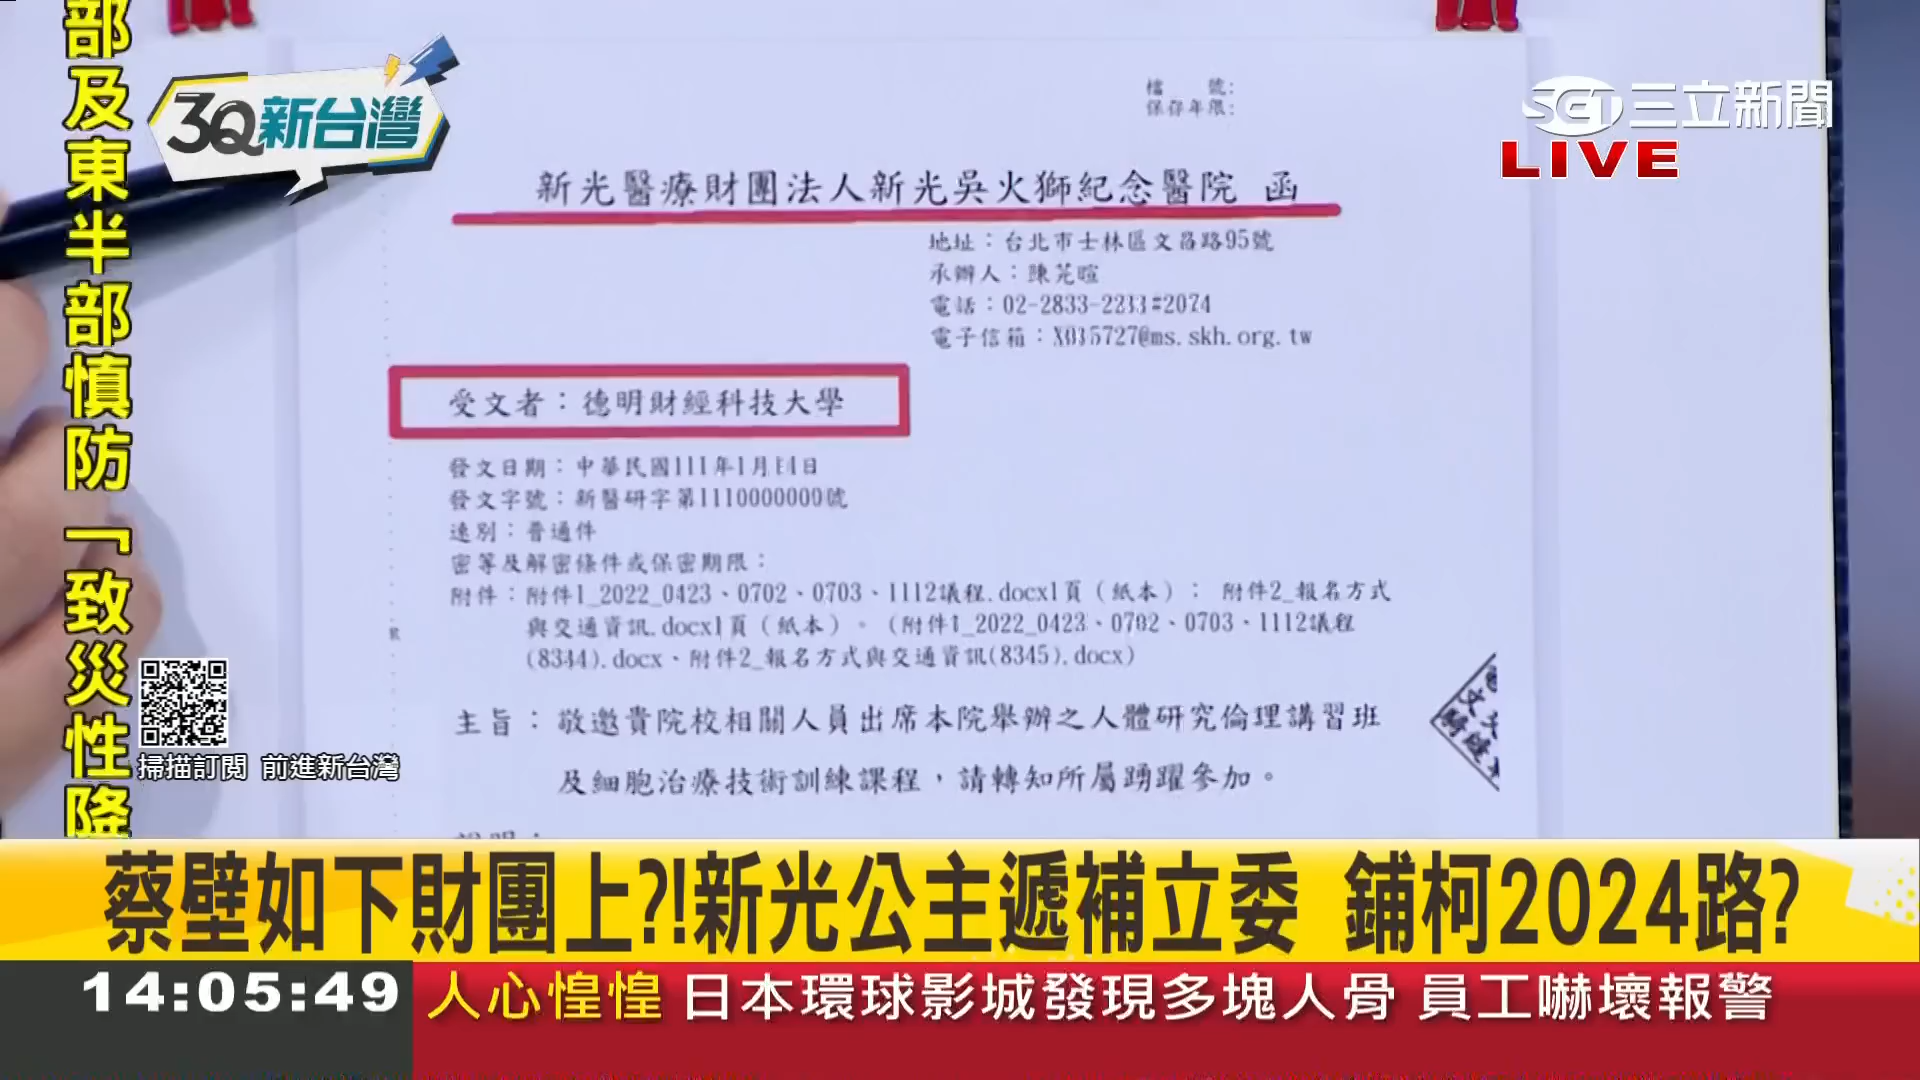 部及東半部慎防「致災性降
3Q新台灣
SET三立新聞
LIVE
檔　　號:
保存年限:
新光醫療財團法人新光吳火獅紀念醫院 函
地址：台北市士林區文昌路95號
承辦人：陳芫暄
電話：02-2833-2233#2074
電子信箱：X035727@ms.skh.org.tw
受文者：德明財經科技大學
發文日期：中華民國111年1月14日
發文字號：新醫研字第1110000000號
速別：普通件
密等及解密條件或保密期限：
附件：附件1_2022_0423、0702、0703、1112議程.docx1頁（紙本）； 附件2_報名方式
與交通資訊.docx1頁（紙本）。（附件1_2022_0423、0702、0703、1112議程
(8344).docx、附件2_報名方式與交通資訊(8345).docx）
主旨：敬邀貴院校相關人員出席本院舉辦之人體研究倫理講習班
及細胞治療技術訓練課程，請轉知所屬踴躍參加。
掃描訂閱 前進新台灣
蔡壁如下財團上?!新光公主遞補立委 鋪柯2024路?
14:05:49
人心惶惶 日本環球影城發現多塊人骨 員工嚇壞報警